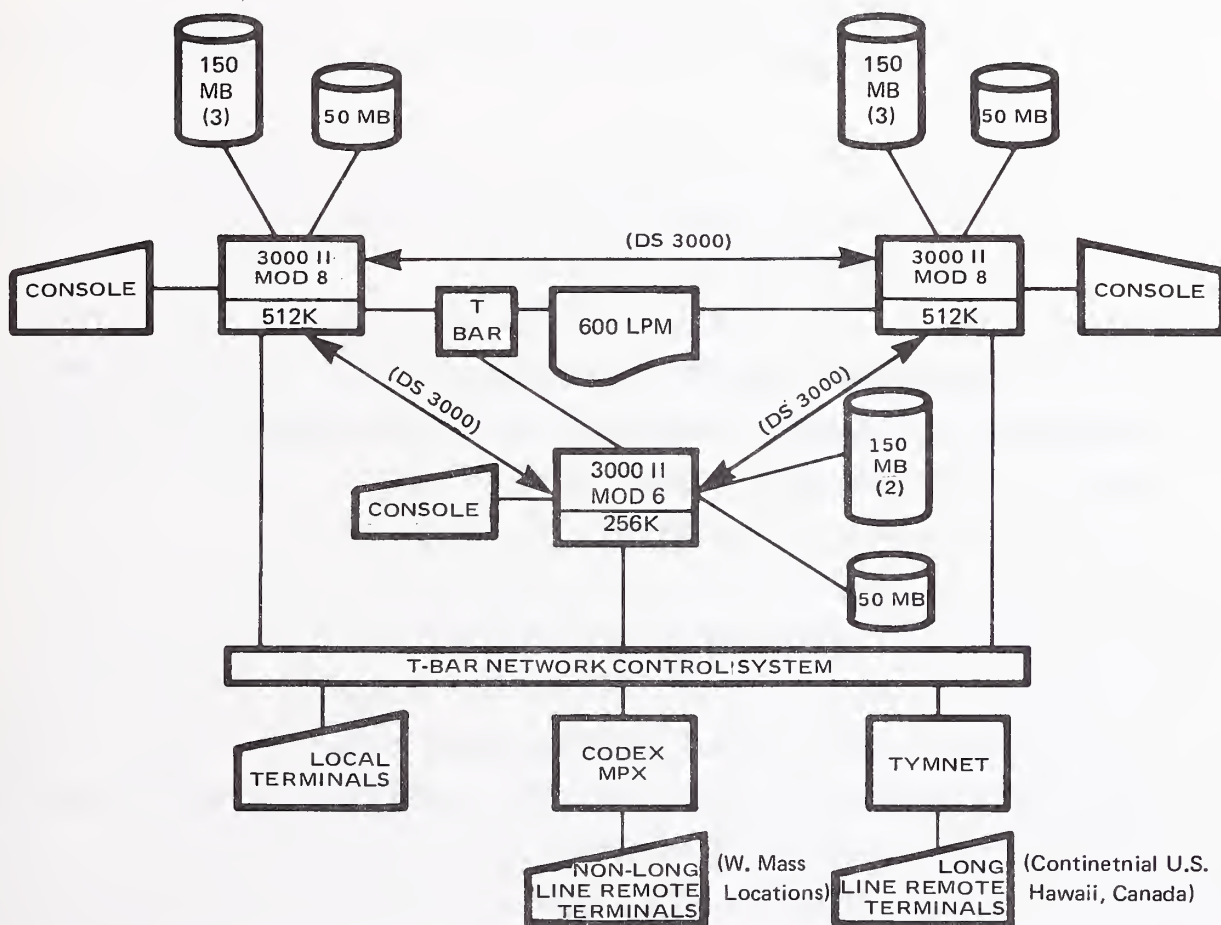 150
MB
(3)
50 MB
150
MB
(3)
50 MB
(DS 3000)
CONSOLE
3000 II
MOD 8
512K
T
BAR
600 LPM
3000 II
MOD 8
512K
CONSOLE
(DS 3000)
(DS 3000)
CONSOLE
3000 II
MOD 6
256K
150
MB
(2)
50 MB
T-BAR NETWORK CONTROL SYSTEM
LOCAL
TERMINALS
CODEX
MPX
TYMNET
NON-LONG
LINE REMOTE
TERMINALS
(W. Mass
Locations)
LONG
LINE REMOTE
TERMINALS
(Continetnial U.S.
Hawaii, Canada)